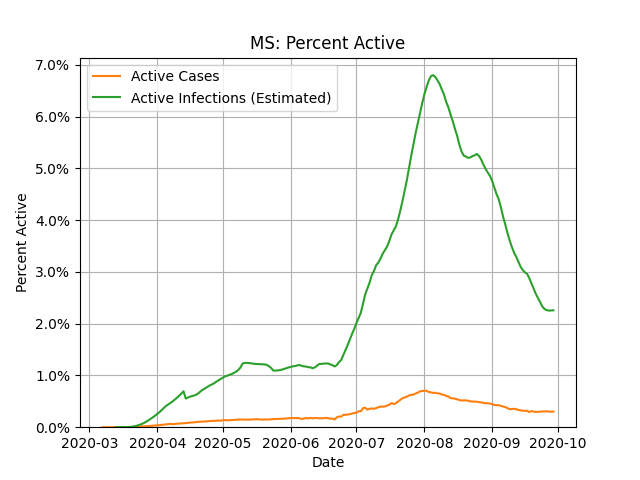 MS: Percent Active
Active Cases
Active Infections (Estimated)
Percent Active
7.0%
6.0%
5.0%
4.0%
3.0%
2.0%
1.0%
0.0%
2020-03 2020-04 2020-05 2020-06 2020-07 2020-08 2020-09 2020-10
Date